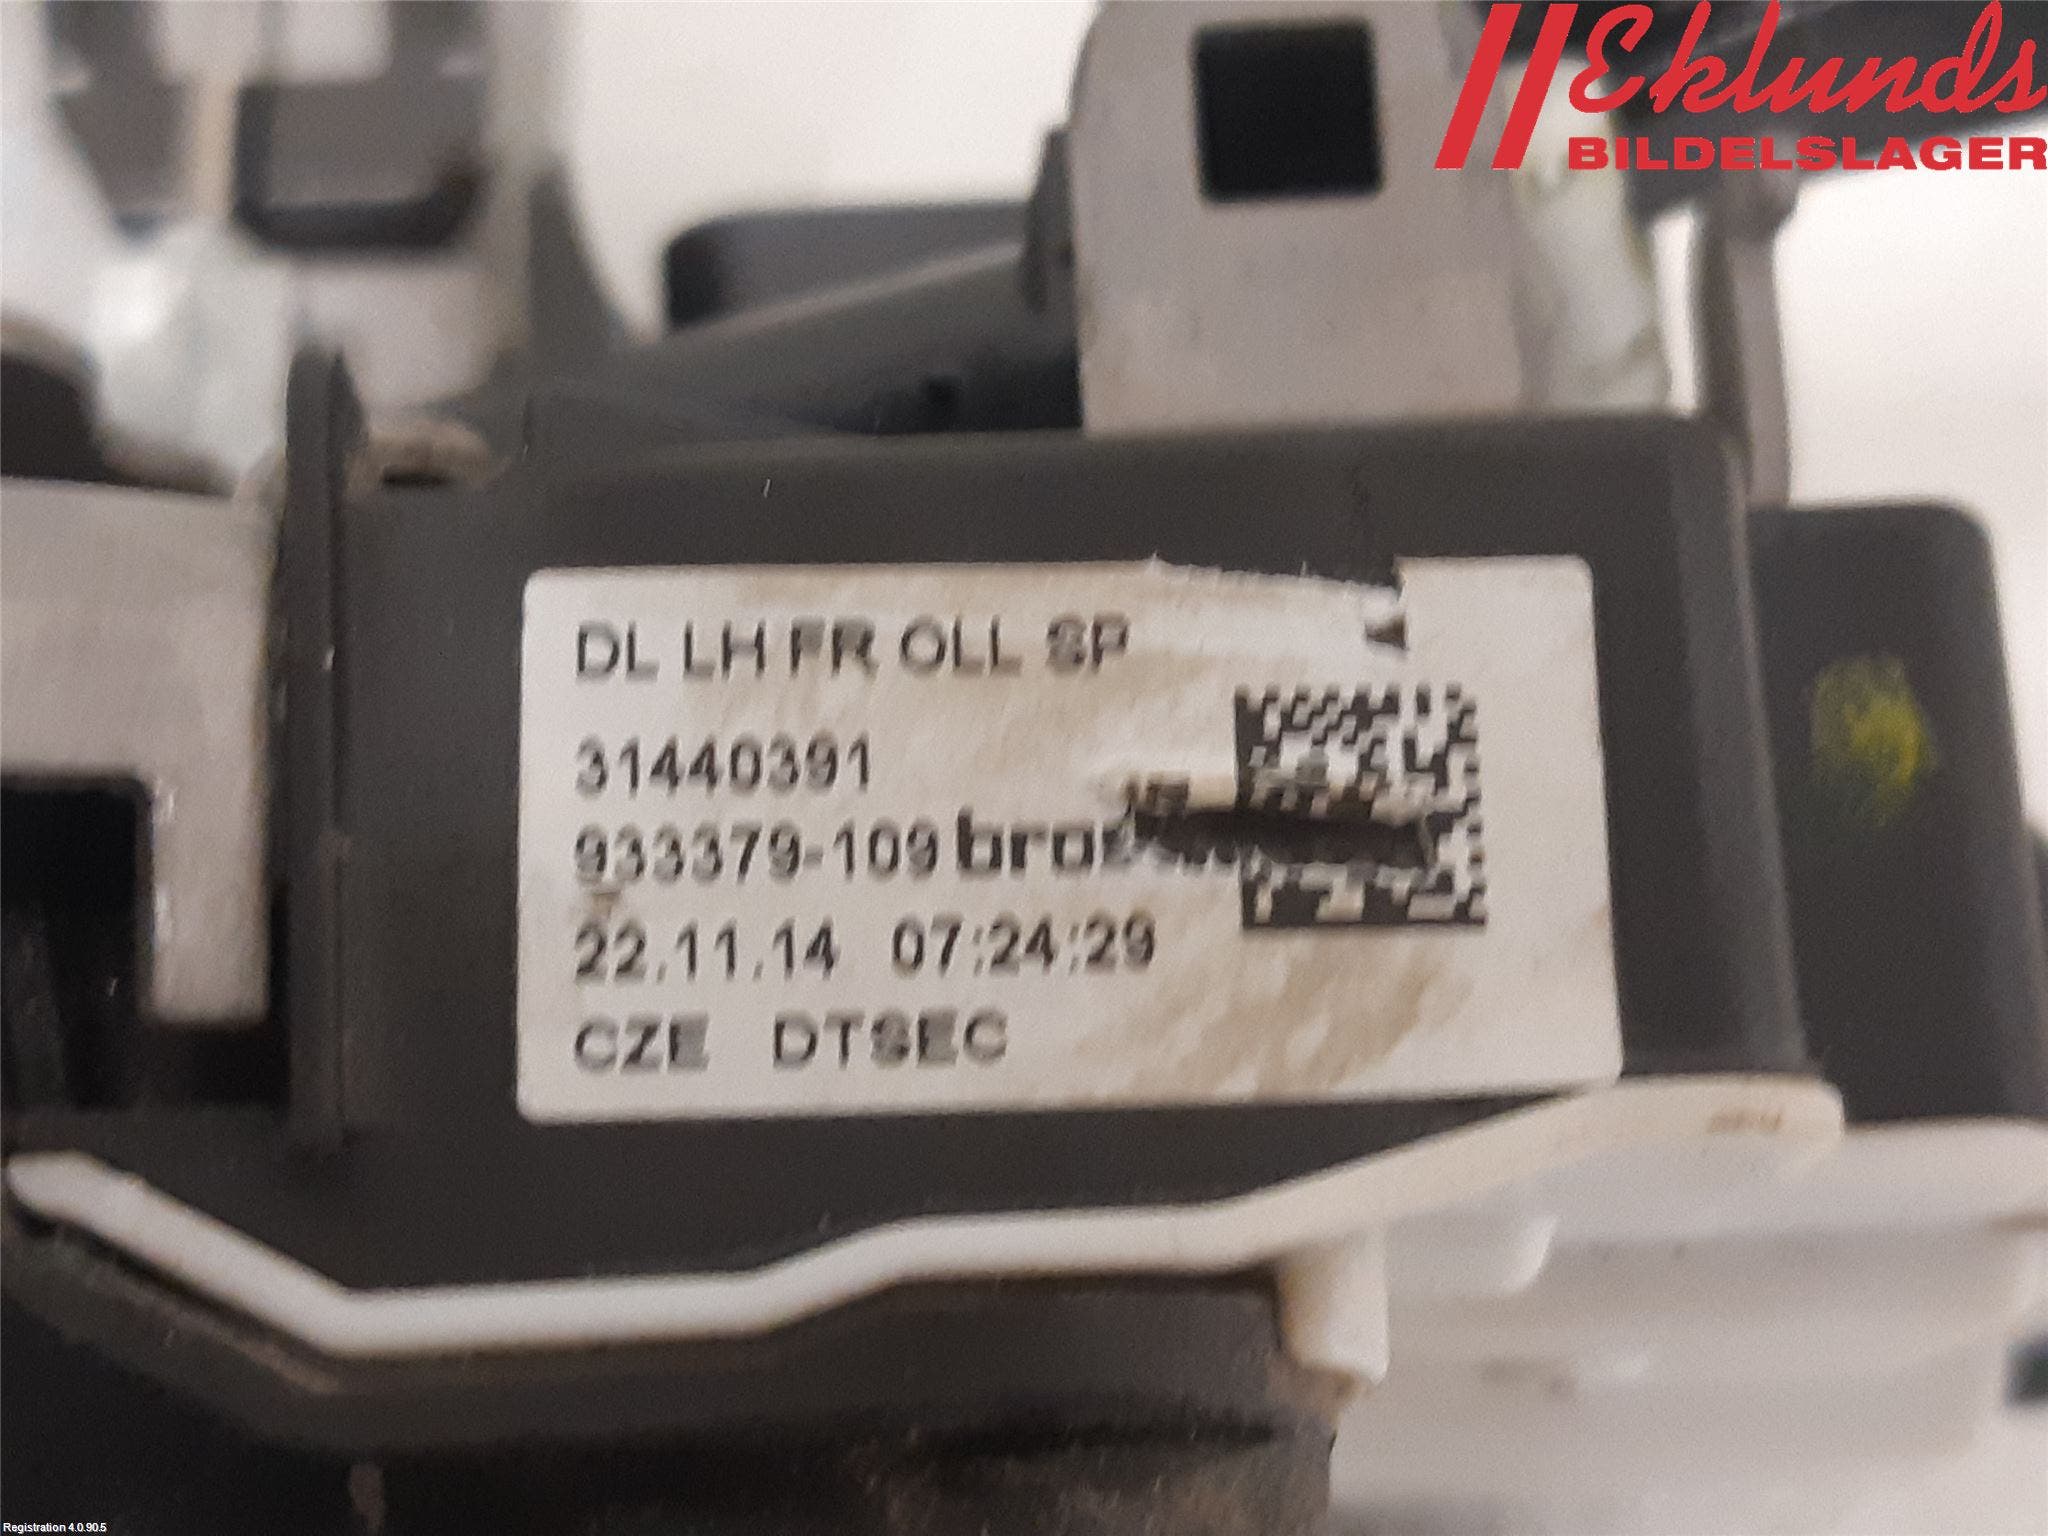 Eklunds
BILDELSLAGER
DL LH FR OLL SP
31440391
933379-109
22.11.14 07:24:29
CZE DTSEC
Registration 4.0.90.5